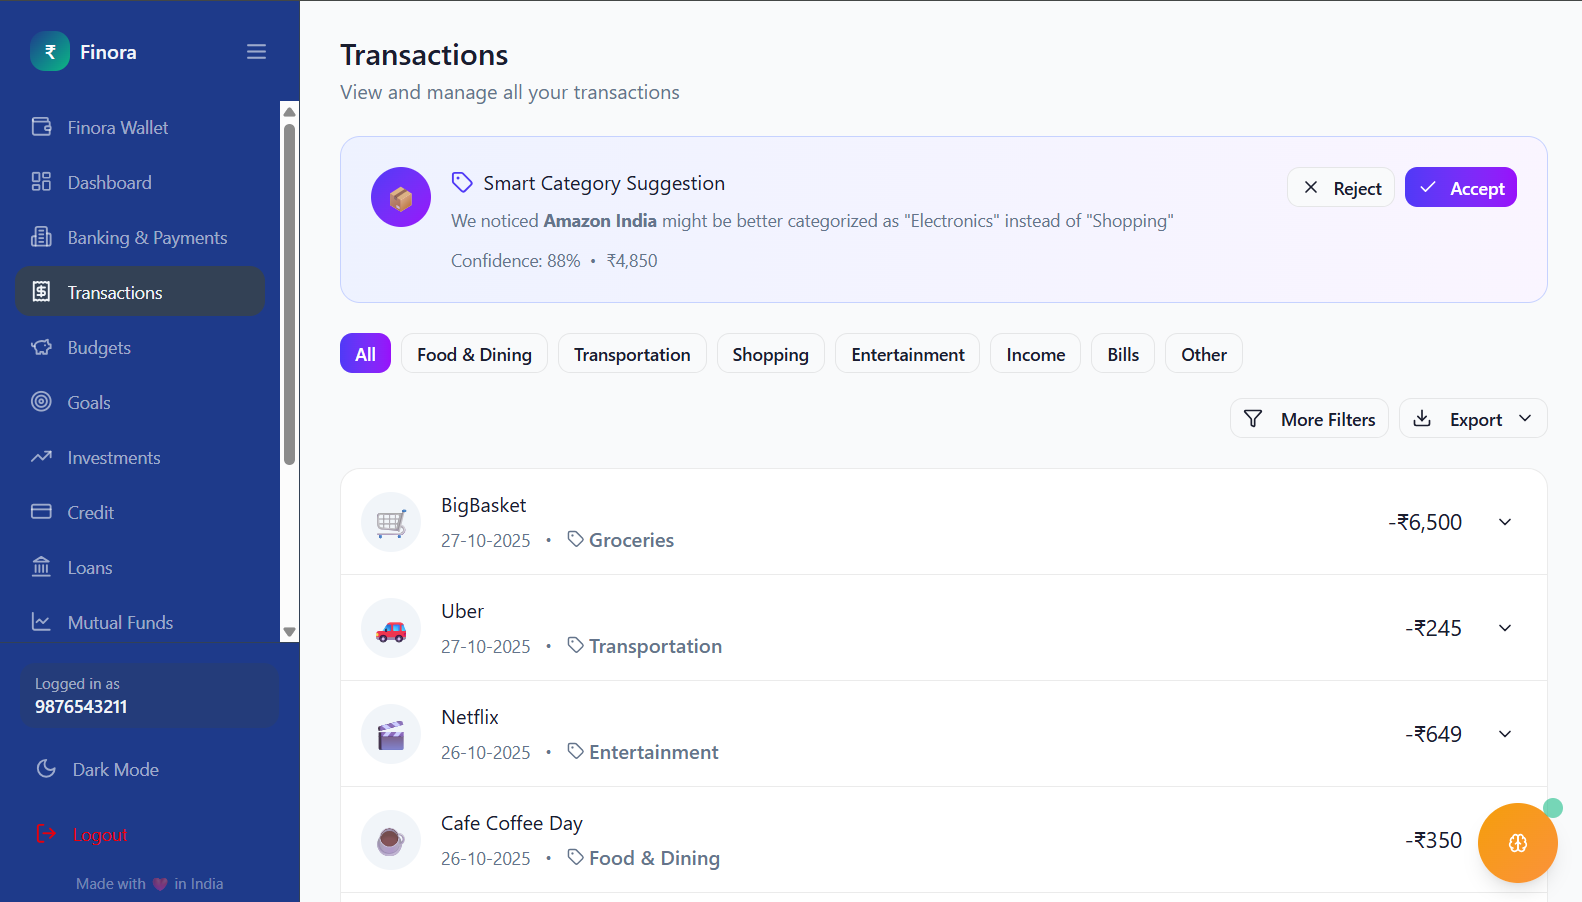 ₹ Finora
Finora Wallet
Dashboard
Banking & Payments
Transactions
Budgets
Goals
Investments
Credit
Loans
Mutual Funds
Logged in as
9876543211
Dark Mode
Logout
Made with 💜 in India
Transactions
View and manage all your transactions
Smart Category Suggestion
We noticed Amazon India might be better categorized as "Electronics" instead of "Shopping"
Confidence: 88% • ₹4,850
Reject
Accept
All
Food & Dining
Transportation
Shopping
Entertainment
Income
Bills
Other
More Filters
Export
BigBasket
27-10-2025 • Groceries
-₹6,500
Uber
27-10-2025 • Transportation
-₹245
Netflix
26-10-2025 • Entertainment
-₹649
Cafe Coffee Day
26-10-2025 • Food & Dining
-₹350